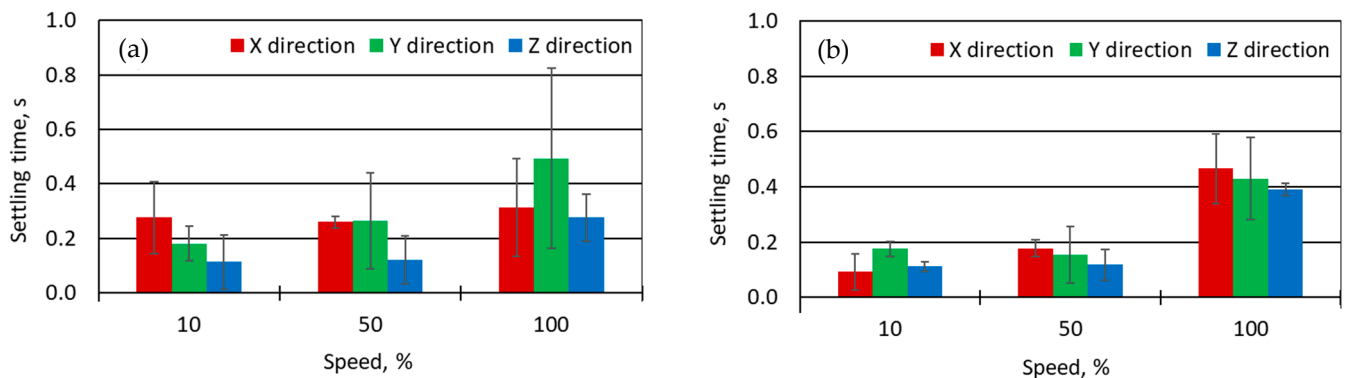 (a)
X direction Y direction Z direction
Settling time, s
1.0
0.8
0.6
0.4
0.2
0.0
10 50 100
Speed, %
(b)
X direction Y direction Z direction
Settling time, s
1.0
0.8
0.6
0.4
0.2
0.0
10 50 100
Speed, %